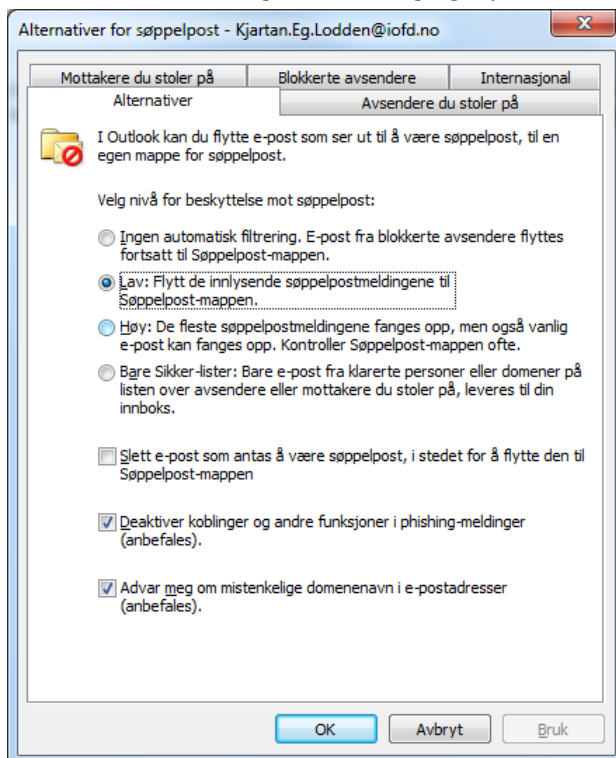 Alternativer for søppelpost - Kjartan.Eg.Lodden@iofd.no
Mottakere du stoler på
Blokkerte avsendere
Internasjonal
Alternativer
Avsendere du stoler på
I Outlook kan du flytte e-post som ser ut til å være søppelpost, til en
egen mappe for søppelpost.
Velg nivå for beskyttelse mot søppelpost:
Ingen automatisk filtrering. E-post fra blokkerte avsendere flyttes
fortsatt til Søppelpost-mappen.
Lav: Flytt de innlysende søppelpostmeldingene til
Søppelpost-mappen.
Høy: De fleste søppelpostmeldingene fanges opp, men også vanlig
e-post kan fanges opp. Kontroller Søppelpost-mappen ofte.
Bare Sikker-lister: Bare e-post fra klarerte personer eller domener på
listen over avsendere eller mottakere du stoler på, leveres til din
innboks.
Slett e-post som antas å være søppelpost, i stedet for å flytte den til
Søppelpost-mappen
Deaktiver koblinger og andre funksjoner i phishing-meldinger
(anbefales).
Advar meg om mistenkelige domenenavn i e-postadresser
(anbefales).
OK
Avbryt
Bruk